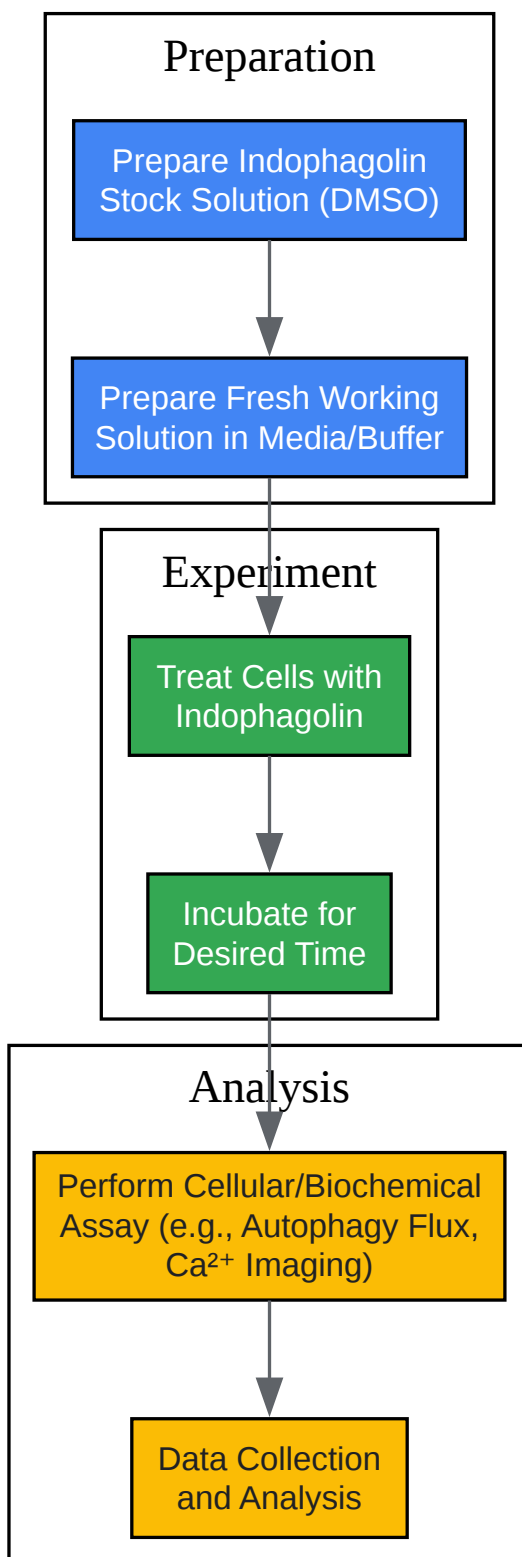 Preparation
Prepare Indophagolin
Stock Solution (DMSO)
Prepare Fresh Working
Solution in Media/Buffer
Experiment
Treat Cells with
Indophagolin
Incubate for
Desired Time
Analysis
Perform Cellular/Biochemical
Assay (e.g., Autophagy Flux,
Ca²⁺ Imaging)
Data Collection
and Analysis